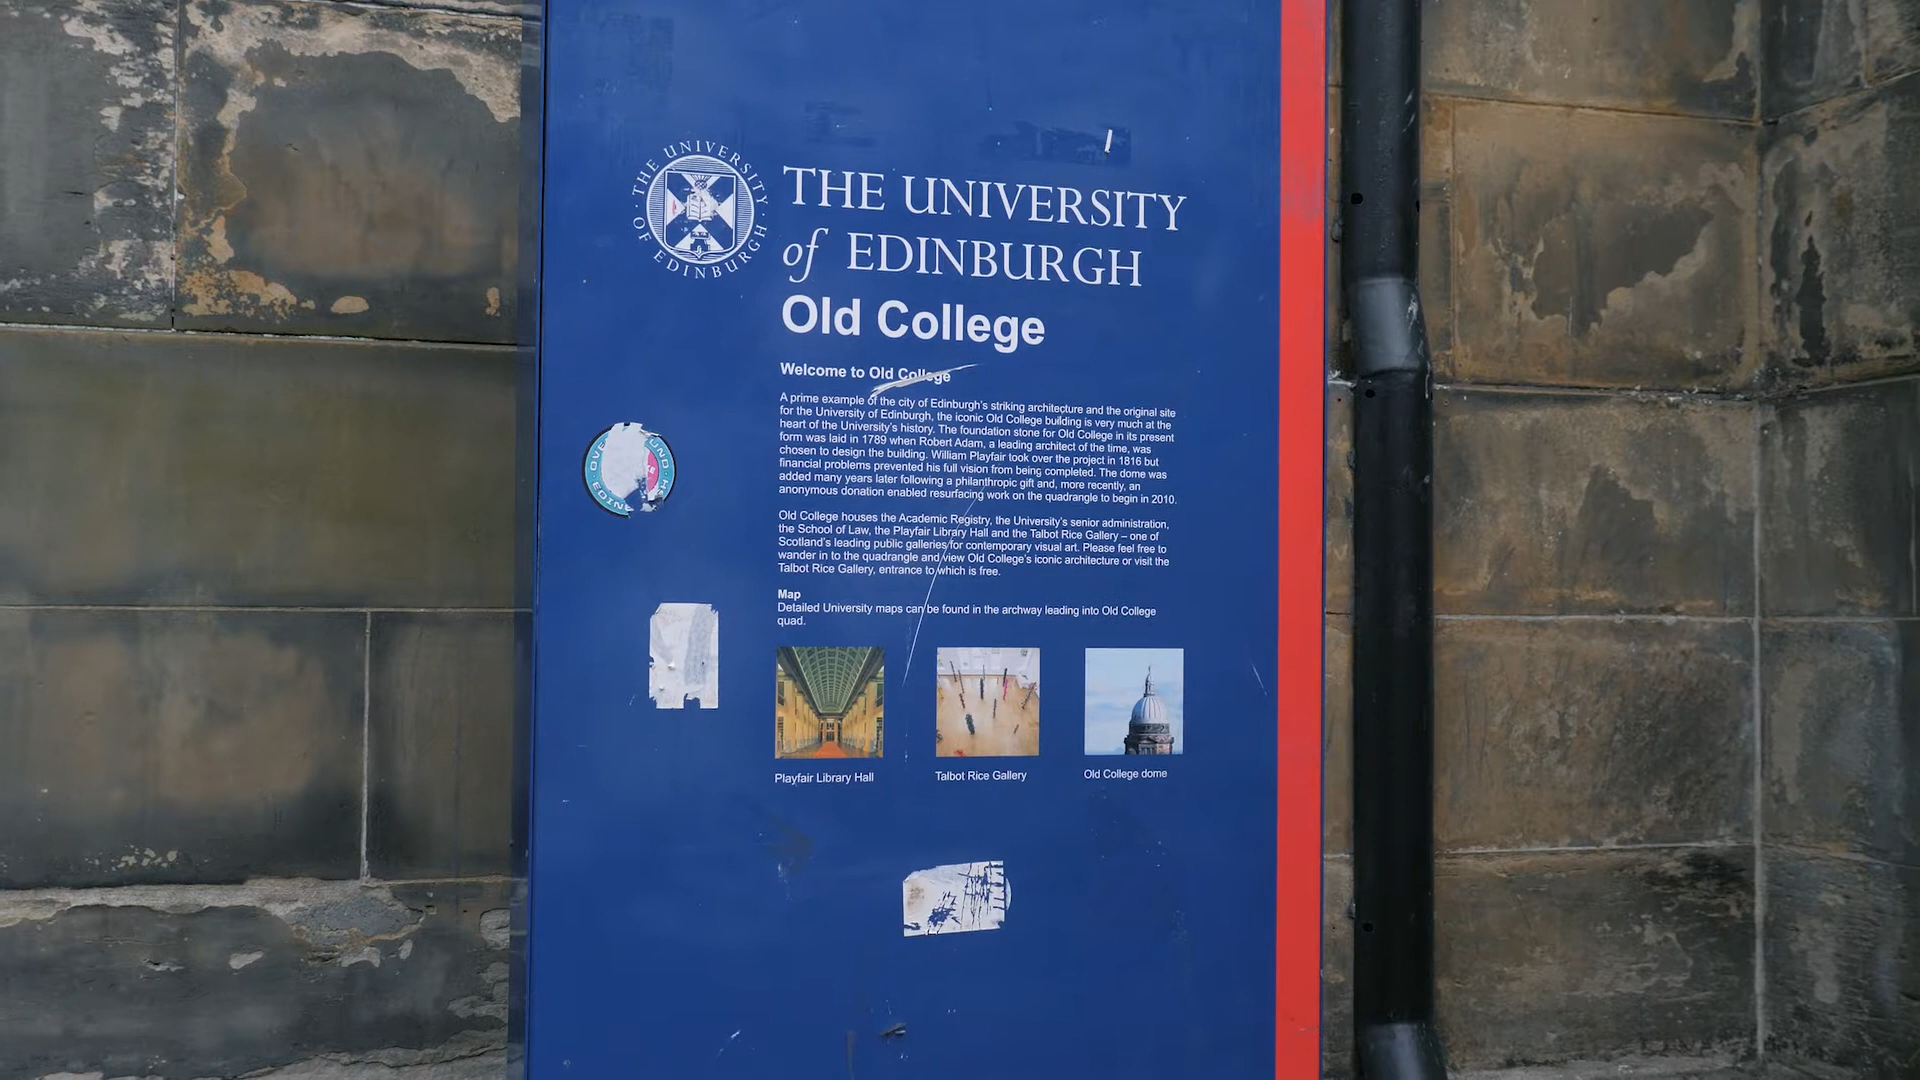 THE UNIVERSITY OF EDINBURGH
THE UNIVERSITY
of EDINBURGH
Old College
Welcome to Old College
A prime example of the city of Edinburgh's striking architecture and the original site
for the University of Edinburgh, the iconic Old College building is very much at the
heart of the University's history. The foundation stone for Old College in its present
form was laid in 1789 when Robert Adam, a leading architect of the time, was
chosen to design the building. William Playfair took over the project in 1816 but
financial problems prevented his full vision from being completed. The dome was
added many years later following a philanthropic gift and, more recently, an
anonymous donation enabled resurfacing work on the quadrangle to begin in 2010.
Old College houses the Academic Registry, the University's senior administration,
the School of Law, the Playfair Library Hall and the Talbot Rice Gallery – one of
Scotland's leading public galleries for contemporary visual art. Please feel free to
wander in to the quadrangle and view Old College's iconic architecture or visit the
Talbot Rice Gallery, entrance to which is free.
Map
Detailed University maps can be found in the archway leading into Old College
quad.
Playfair Library Hall
Talbot Rice Gallery
Old College dome